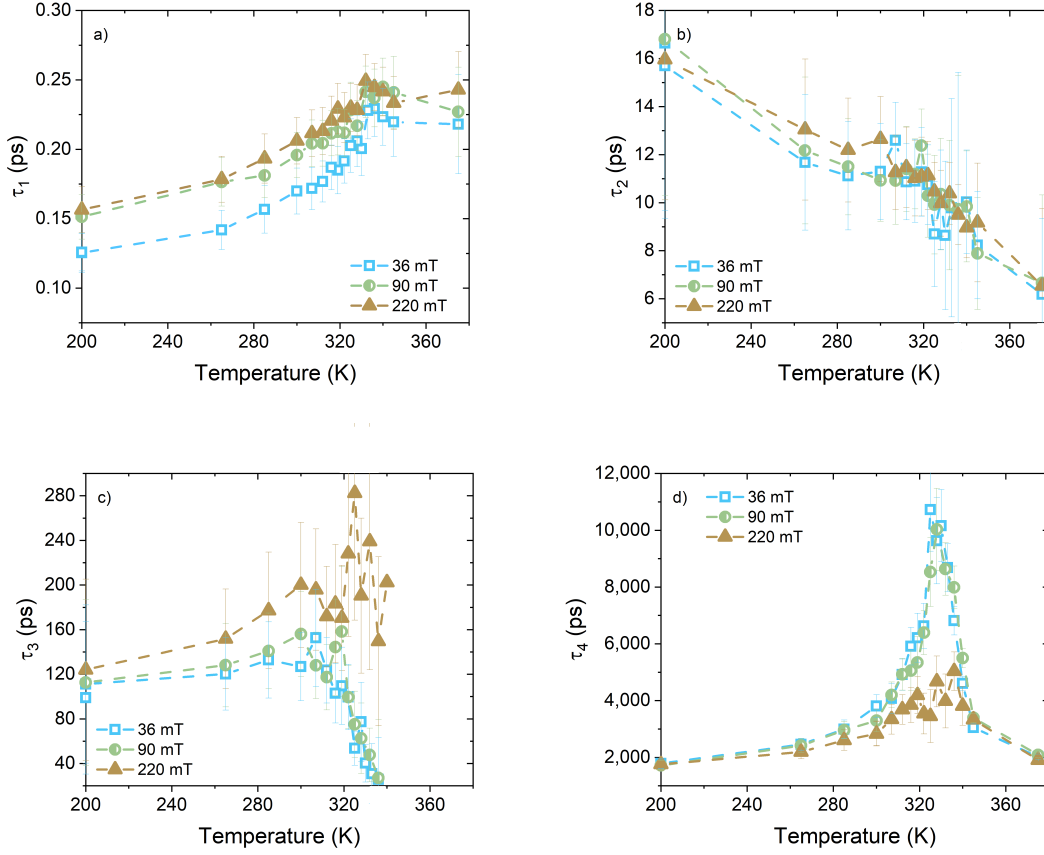 0.30
0.25
0.20
0.15
0.10
τ1 (ps)
a)
36 mT
90 mT
220 mT
200 240 280 320 360
Temperature (K)
18
16
14
12
10
8
6
τ2 (ps)
b)
36 mT
90 mT
220 mT
200 240 280 320 360
Temperature (K)
280
240
200
160
120
80
40
τ3 (ps)
c)
36 mT
90 mT
220 mT
200 240 280 320 360
Temperature (K)
12,000
10,000
8,000
6,000
4,000
2,000
τ4 (ps)
d)
36 mT
90 mT
220 mT
200 240 280 320 360
Temperature (K)